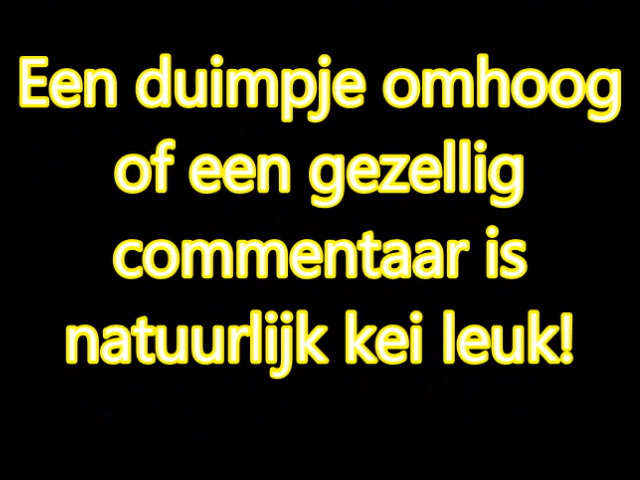 Een duimpje omhoog
of een gezellig
commentaar is
natuurlijk kei leuk!